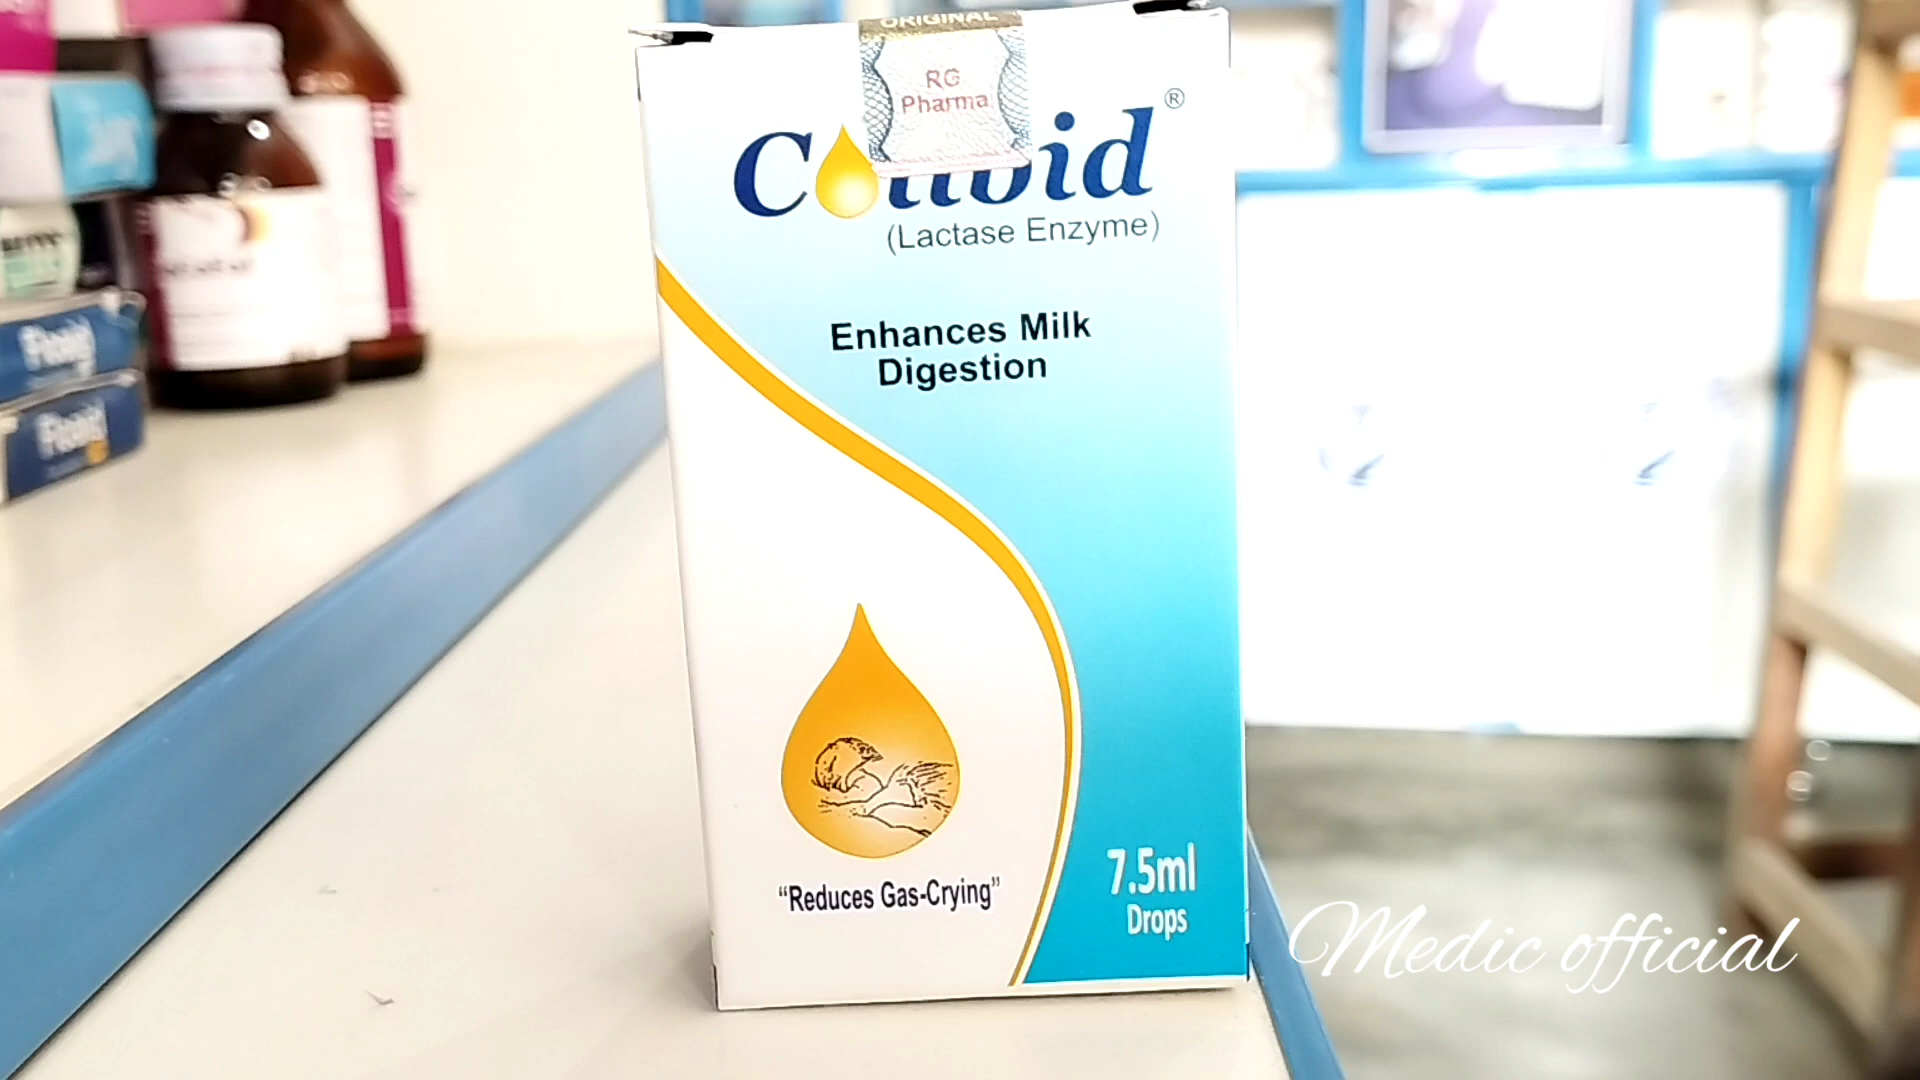 ORIGINAL
RG
Pharma
®
(Lactase Enzyme)
Enhances Milk
Digestion
“Reduces Gas-Crying”
7.5ml
Drops
Medic official